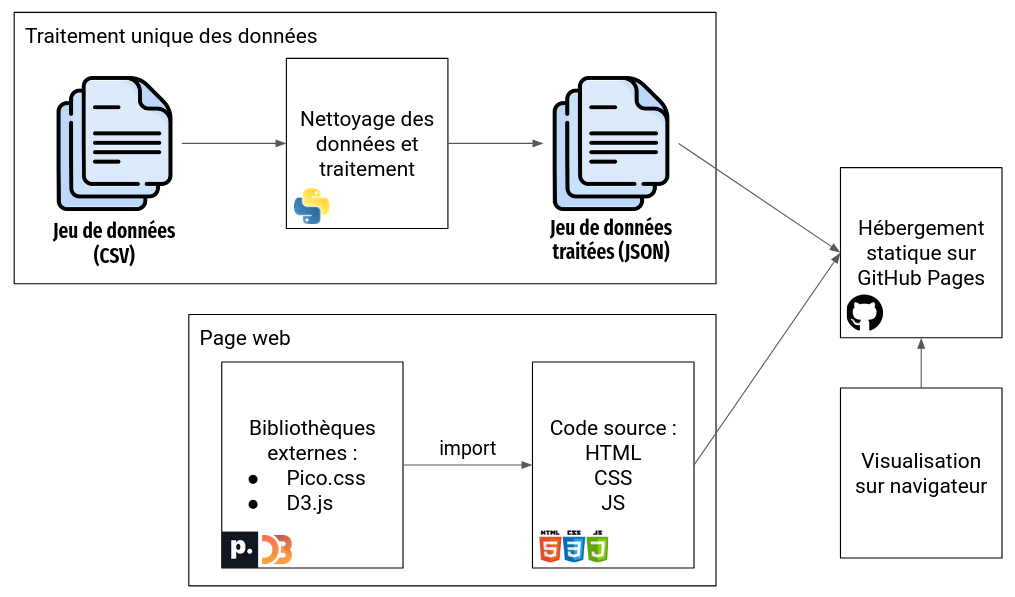 Traitement unique des données
Nettoyage des
données et
traitement
Jeu de données
(CSV)
Jeu de données
traitées (JSON)
Hébergement
statique sur
GitHub Pages
Page web
Bibliothèques
externes :
● Pico.css
● D3.js
p. D3
import
Code source :
HTML
CSS
JS
HTML CSS JS
5 3 J
Visualisation
sur navigateur